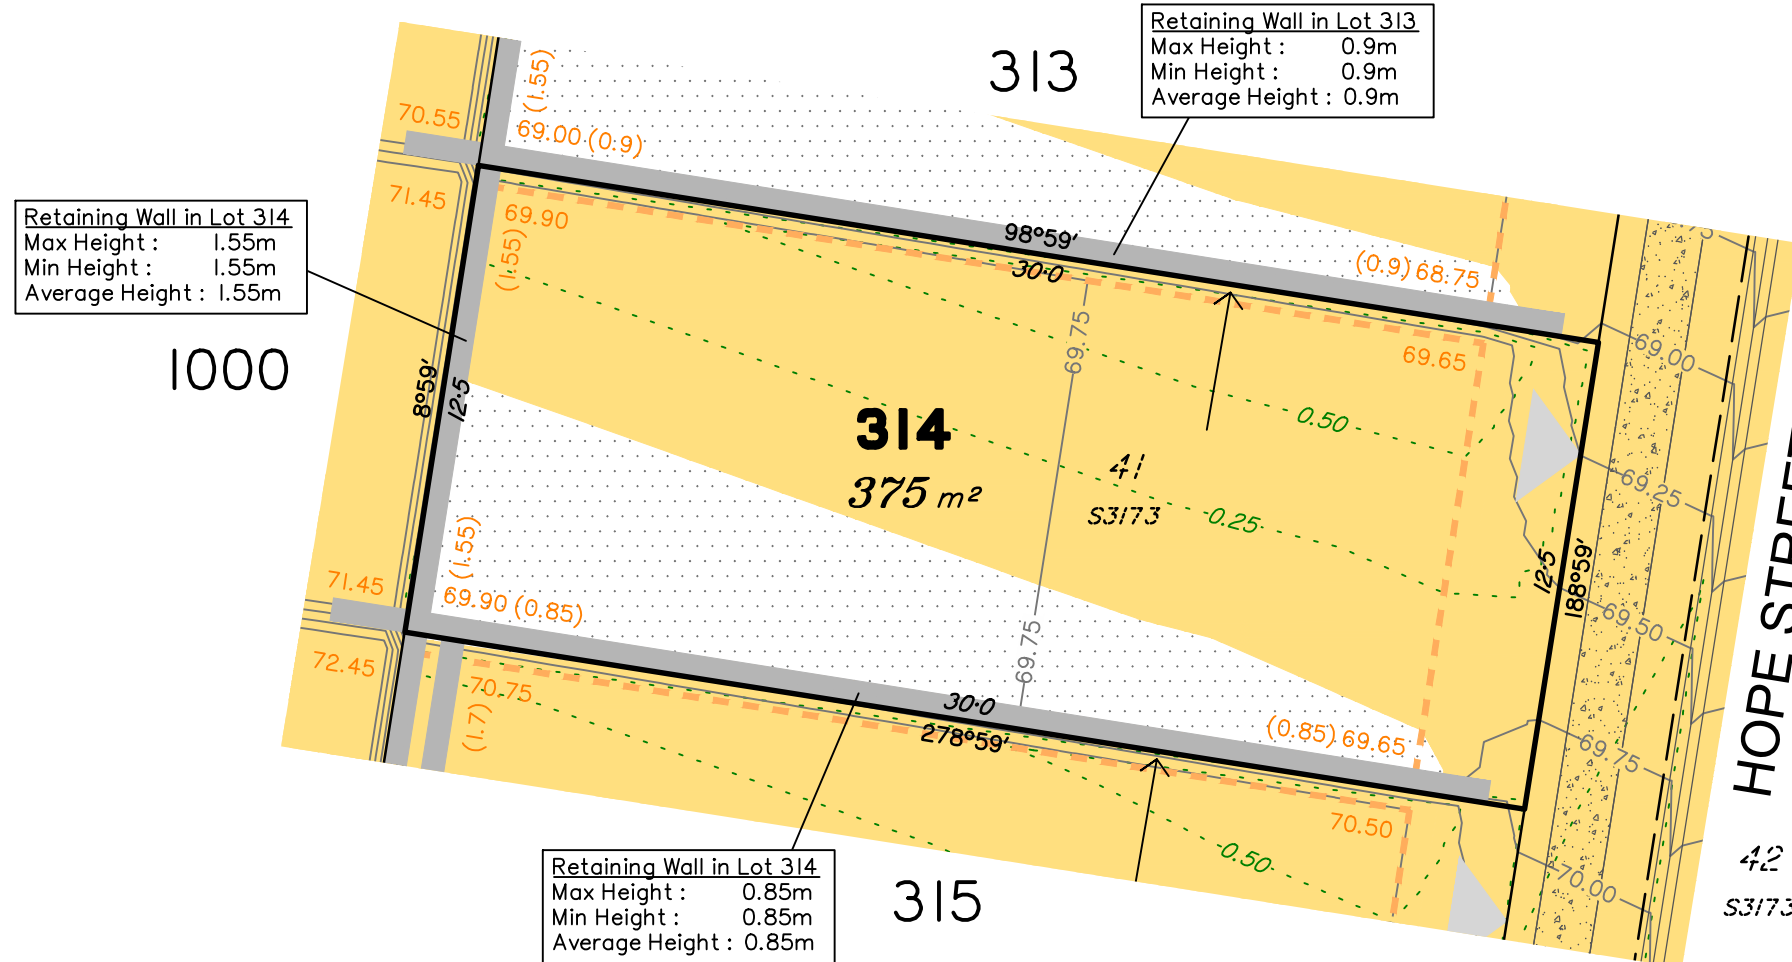 Retaining Wall in Lot 313
Max Height : 0.9m
Min Height : 0.9m
Average Height : 0.9m
313
(1.55)
70.55
69.00 (0.9)
71.45
69.90
(1.55)
Retaining Wall in Lot 314
Max Height : 1.55m
Min Height : 1.55m
Average Height : 1.55m
98°59'
30·0
(0.9) 68.75
69.75
69.65
69.00
1000
8°59'
12·5
314
375 m²
0.50
41
S3173
0.25
69.25
12·5
188°59'
69.50
HOPE STREET
(1.55)
71.45
69.90 (0.85)
69.75
72.45
70.75
(1.7)
30·0
278°59'
(0.85) 69.65
69.75
70.50
0.50
70.00
42
S3173
315
Retaining Wall in Lot 314
Max Height : 0.85m
Min Height : 0.85m
Average Height : 0.85m